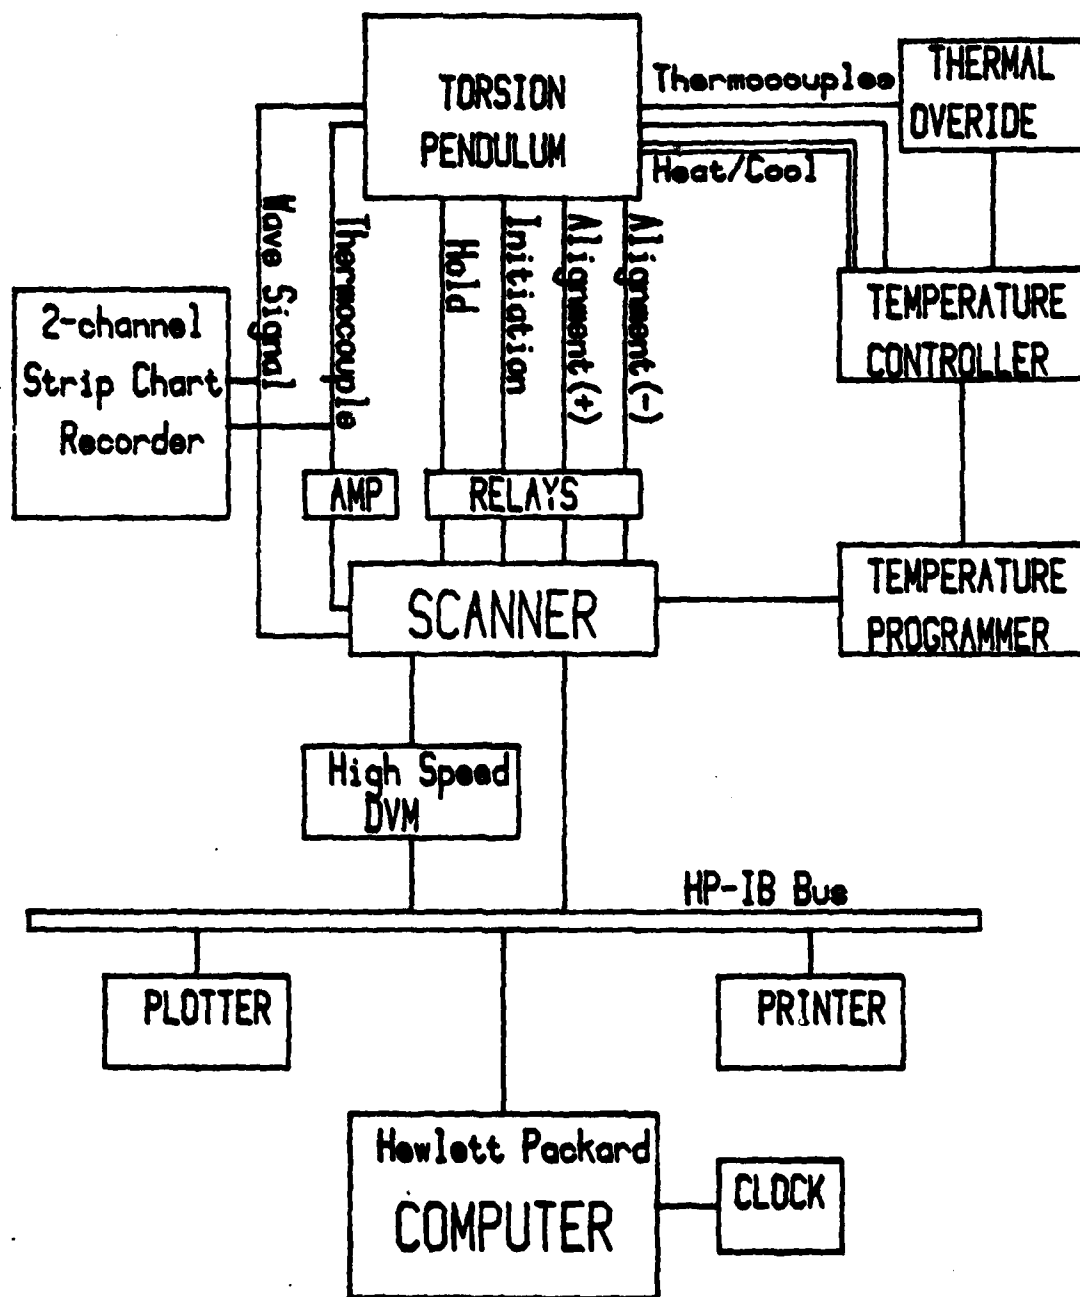 TORSION
PENDULUM
Thermocouples
THERMAL
OVERIDE
Heat/Cool
Wave Signal
Thermocouple
Hold
Initiation
Alignment(+)
Alignment(-)
2-channel
Strip Chart
Recorder
TEMPERATURE
CONTROLLER
AMP
RELAYS
SCANNER
TEMPERATURE
PROGRAMMER
High Speed
DVM
HP-IB Bus
PLOTTER
PRINTER
Hewlett Packard
COMPUTER
CLOCK